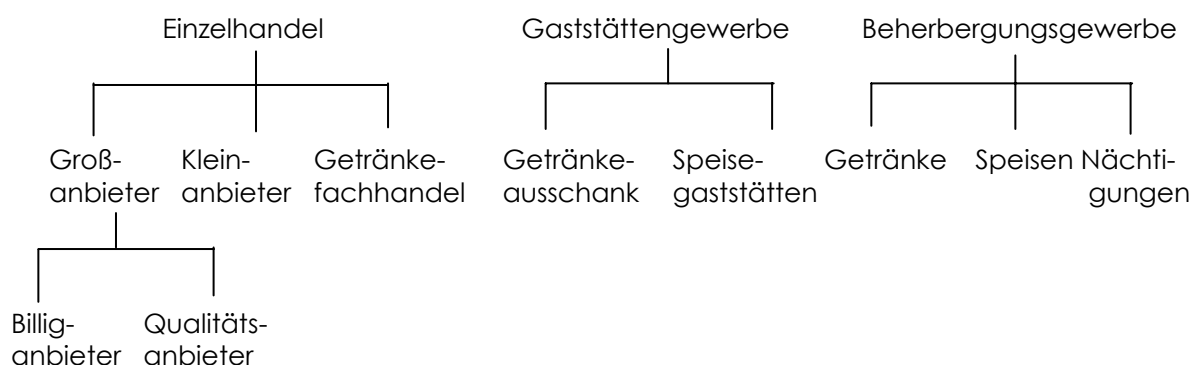 Einzelhandel Gaststättengewerbe Beherbergungsgewerbe
Groß- Klein- Getränke- Getränke- Speise- Getränke Speisen Nächti-
anbieter anbieter fachhandel ausschank gaststätten gungen
Billig- Qualitäts-
anbieter anbieter